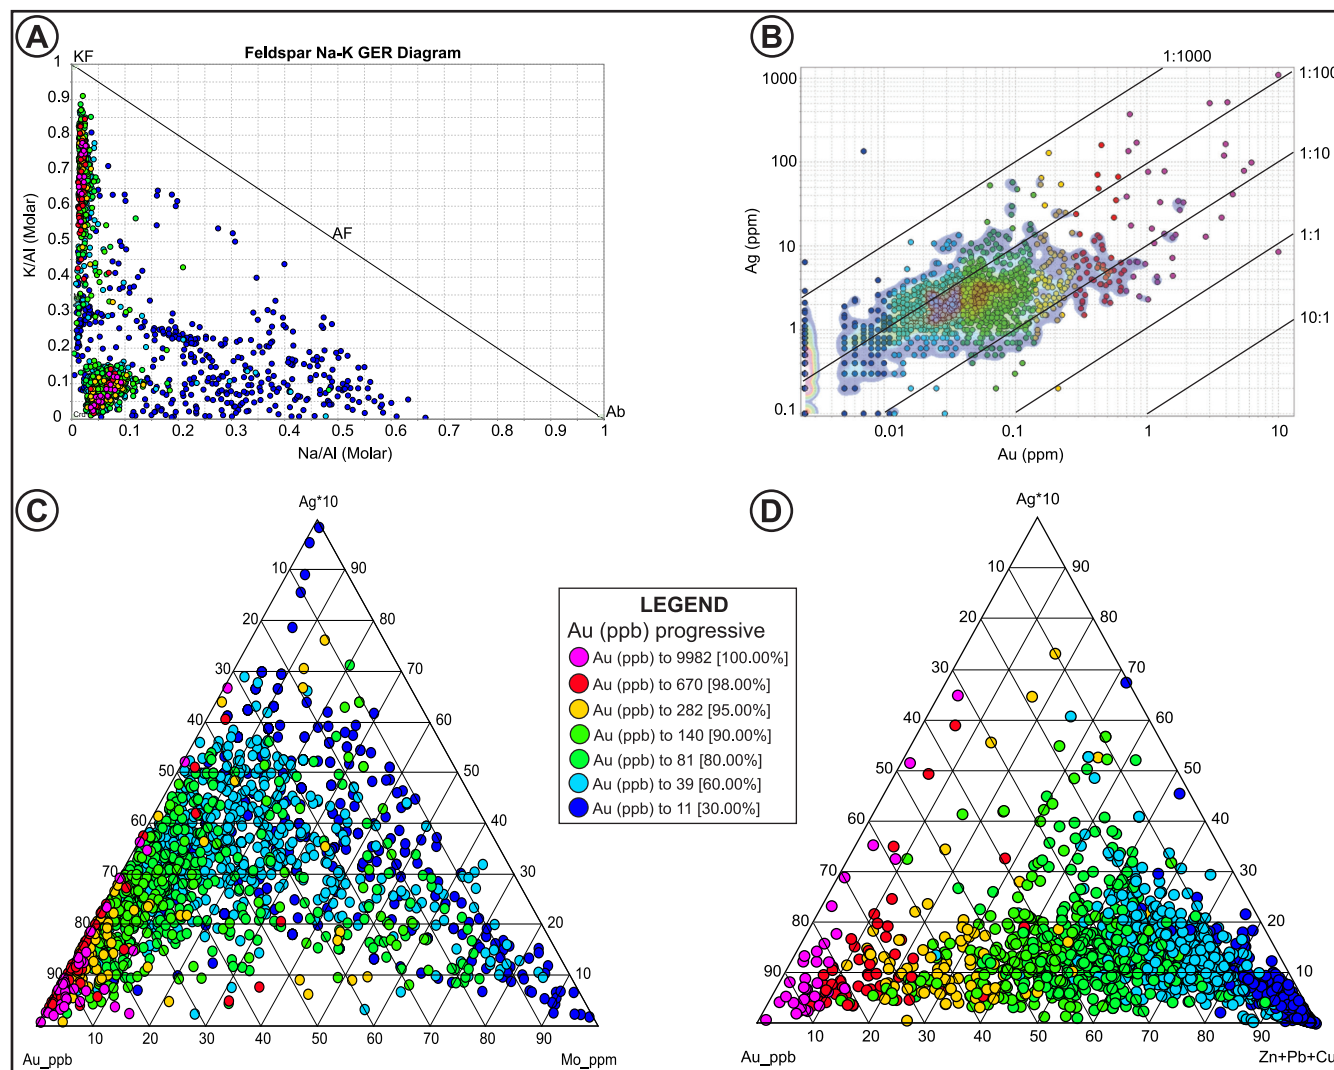 A
Feldspar Na-K GER Diagram
KF
AF
Ab
1
0.9
0.8
0.7
0.6
0.5
0.4
0.3
0.2
0.1
0
K/Al (Molar)
0 0.1 0.2 0.3 0.4 0.5 0.6 0.7 0.8 0.9 1
Na/Al (Molar)
B
1:1000
1:100
1:10
1:1
10:1
1000
100
10
1
0.1
Ag (ppm)
0.01 0.1 1 10
Au (ppm)
C
Ag*10
10 90
20 80
30 70
40 60
50 50
60 40
70 30
80 20
90 10
10 20 30 40 50 60 70 80 90
Au_ppb Mo_ppm
LEGEND
Au (ppb) progressive
Au (ppb) to 9982 [100.00%]
Au (ppb) to 670 [98.00%]
Au (ppb) to 282 [95.00%]
Au (ppb) to 140 [90.00%]
Au (ppb) to 81 [80.00%]
Au (ppb) to 39 [60.00%]
Au (ppb) to 11 [30.00%]
D
Ag*10
10 90
20 80
30 70
40 60
50 50
60 40
70 30
80 20
90 10
10 20 30 40 50 60 70 80 90
Au_ppb Zn+Pb+Cu